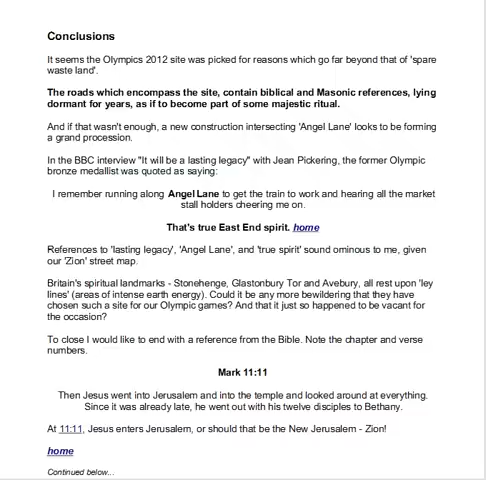 Conclusions
It seems the Olympics 2012 site was picked for reasons which go far beyond that of 'spare
waste land'.
The roads which encompass the site, contain biblical and Masonic references, lying
dormant for years, as if to become part of some majestic ritual.
And if that wasn't enough, a new construction intersecting 'Angel Lane' looks to be forming
a grand procession.
In the BBC interview "It will be a lasting legacy" with Jean Pickering, the former Olympic
bronze medallist was quoted as saying:
I remember running along Angel Lane to get the train to work and hearing all the market
stall holders cheering me on.
That's true East End spirit. home
References to 'lasting legacy', 'Angel Lane', and 'true spirit' sound ominous to me, given
our 'Zion' street map.
Britain's spiritual landmarks - Stonehenge, Glastonbury Tor and Avebury, all rest upon 'ley
lines' (areas of intense earth energy). Could it be any more bewildering that they have
chosen such a site for our Olympic games? And that it just so happened to be vacant for
the occasion?
To close I would like to end with a reference from the Bible. Note the chapter and verse
numbers.
Mark 11:11
Then Jesus went into Jerusalem and into the temple and looked around at everything.
Since it was already late, he went out with his twelve disciples to Bethany.
At 11:11, Jesus enters Jerusalem, or should that be the New Jerusalem - Zion!
home
Continued below...